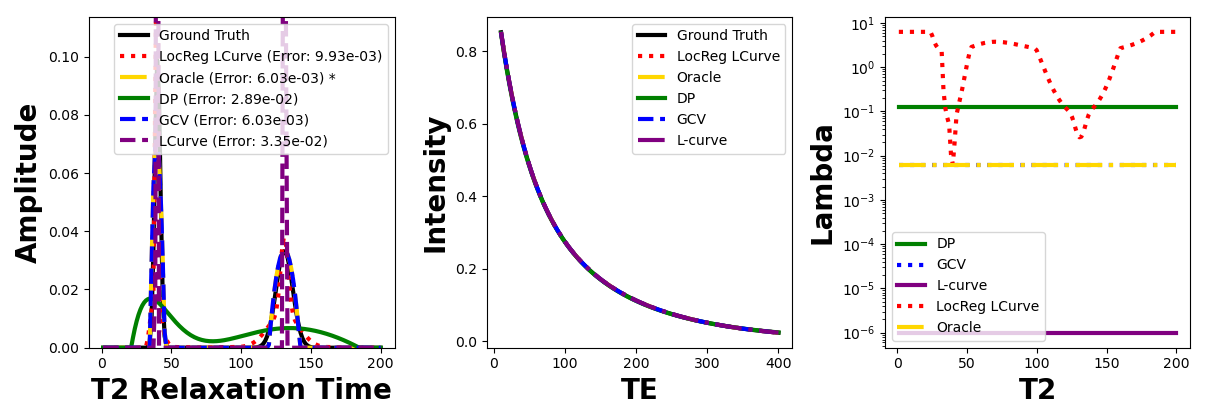 Amplitude
0.00
0.02
0.04
0.06
0.08
0.10
Ground Truth
LocReg LCurve (Error: 9.93e-03)
Oracle (Error: 6.03e-03) *
DP (Error: 2.89e-02)
GCV (Error: 6.03e-03)
LCurve (Error: 3.35e-02)
0 50 100 150 200
T2 Relaxation Time
Intensity
0.0
0.2
0.4
0.6
0.8
Ground Truth
LocReg LCurve
Oracle
DP
GCV
L-curve
0 100 200 300 400
TE
Lambda
10^1
10^0
10^-1
10^-2
10^-3
10^-4
10^-5
10^-6
DP
GCV
L-curve
LocReg LCurve
Oracle
0 50 100 150 200
T2